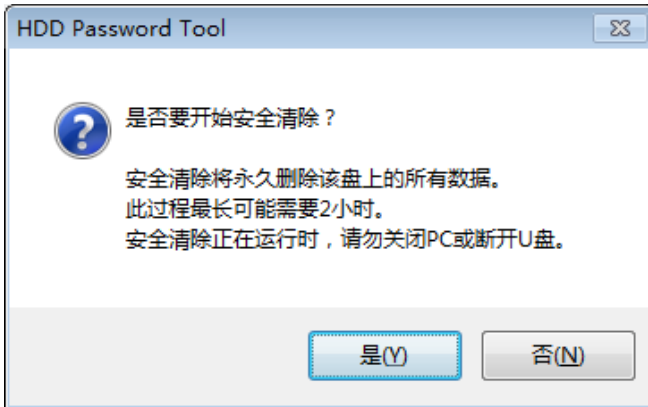 HDD Password Tool
是否要开始安全清除？
安全清除将永久删除该盘上的所有数据。
此过程最长可能需要2小时。
安全清除正在运行时，请勿关闭PC或断开U盘。
是(Y)
否(N)